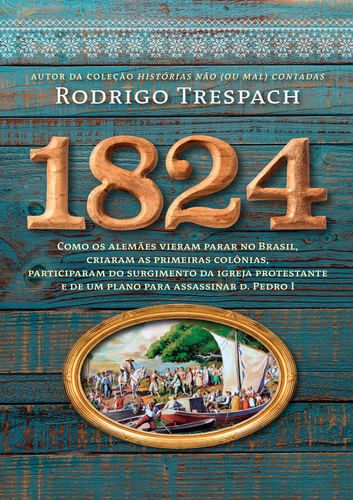 AUTOR DA COLEÇÃO HISTÓRIAS NÃO (OU MAL) CONTADAS
RODRIGO TRESPACH
1824
COMO OS ALEMÃES VIERAM PARAR NO BRASIL,
CRIARAM AS PRIMEIRAS COLÔNIAS,
PARTICIPARAM DO SURGIMENTO DA IGREJA PROTESTANTE
E DE UM PLANO PARA ASSASSINAR D. PEDRO I